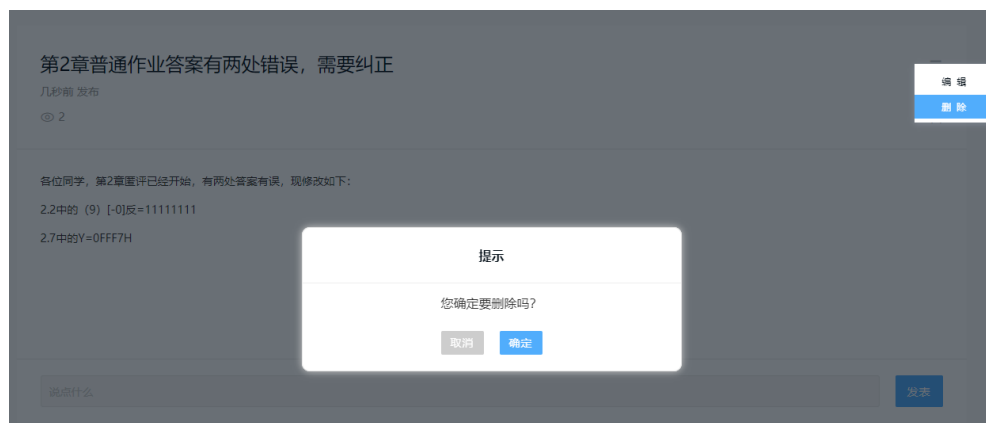 第2章普通作业答案有两处错误，需要纠正
几秒前 发布
2
编 辑
删 除
各位同学，第2章匿评已经开始，有两处答案有误，现修改如下：
2.2中的（9）[-0]反=11111111
2.7中的Y=0FFF7H
提示
您确定要删除吗?
取消
确定
说点什么
发表